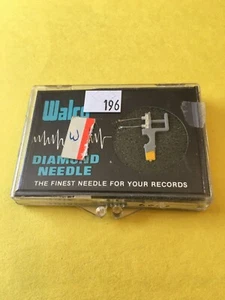 Walco
196
W
DIAMOND
NEEDLE
THE FINEST NEEDLE FOR YOUR RECORDS